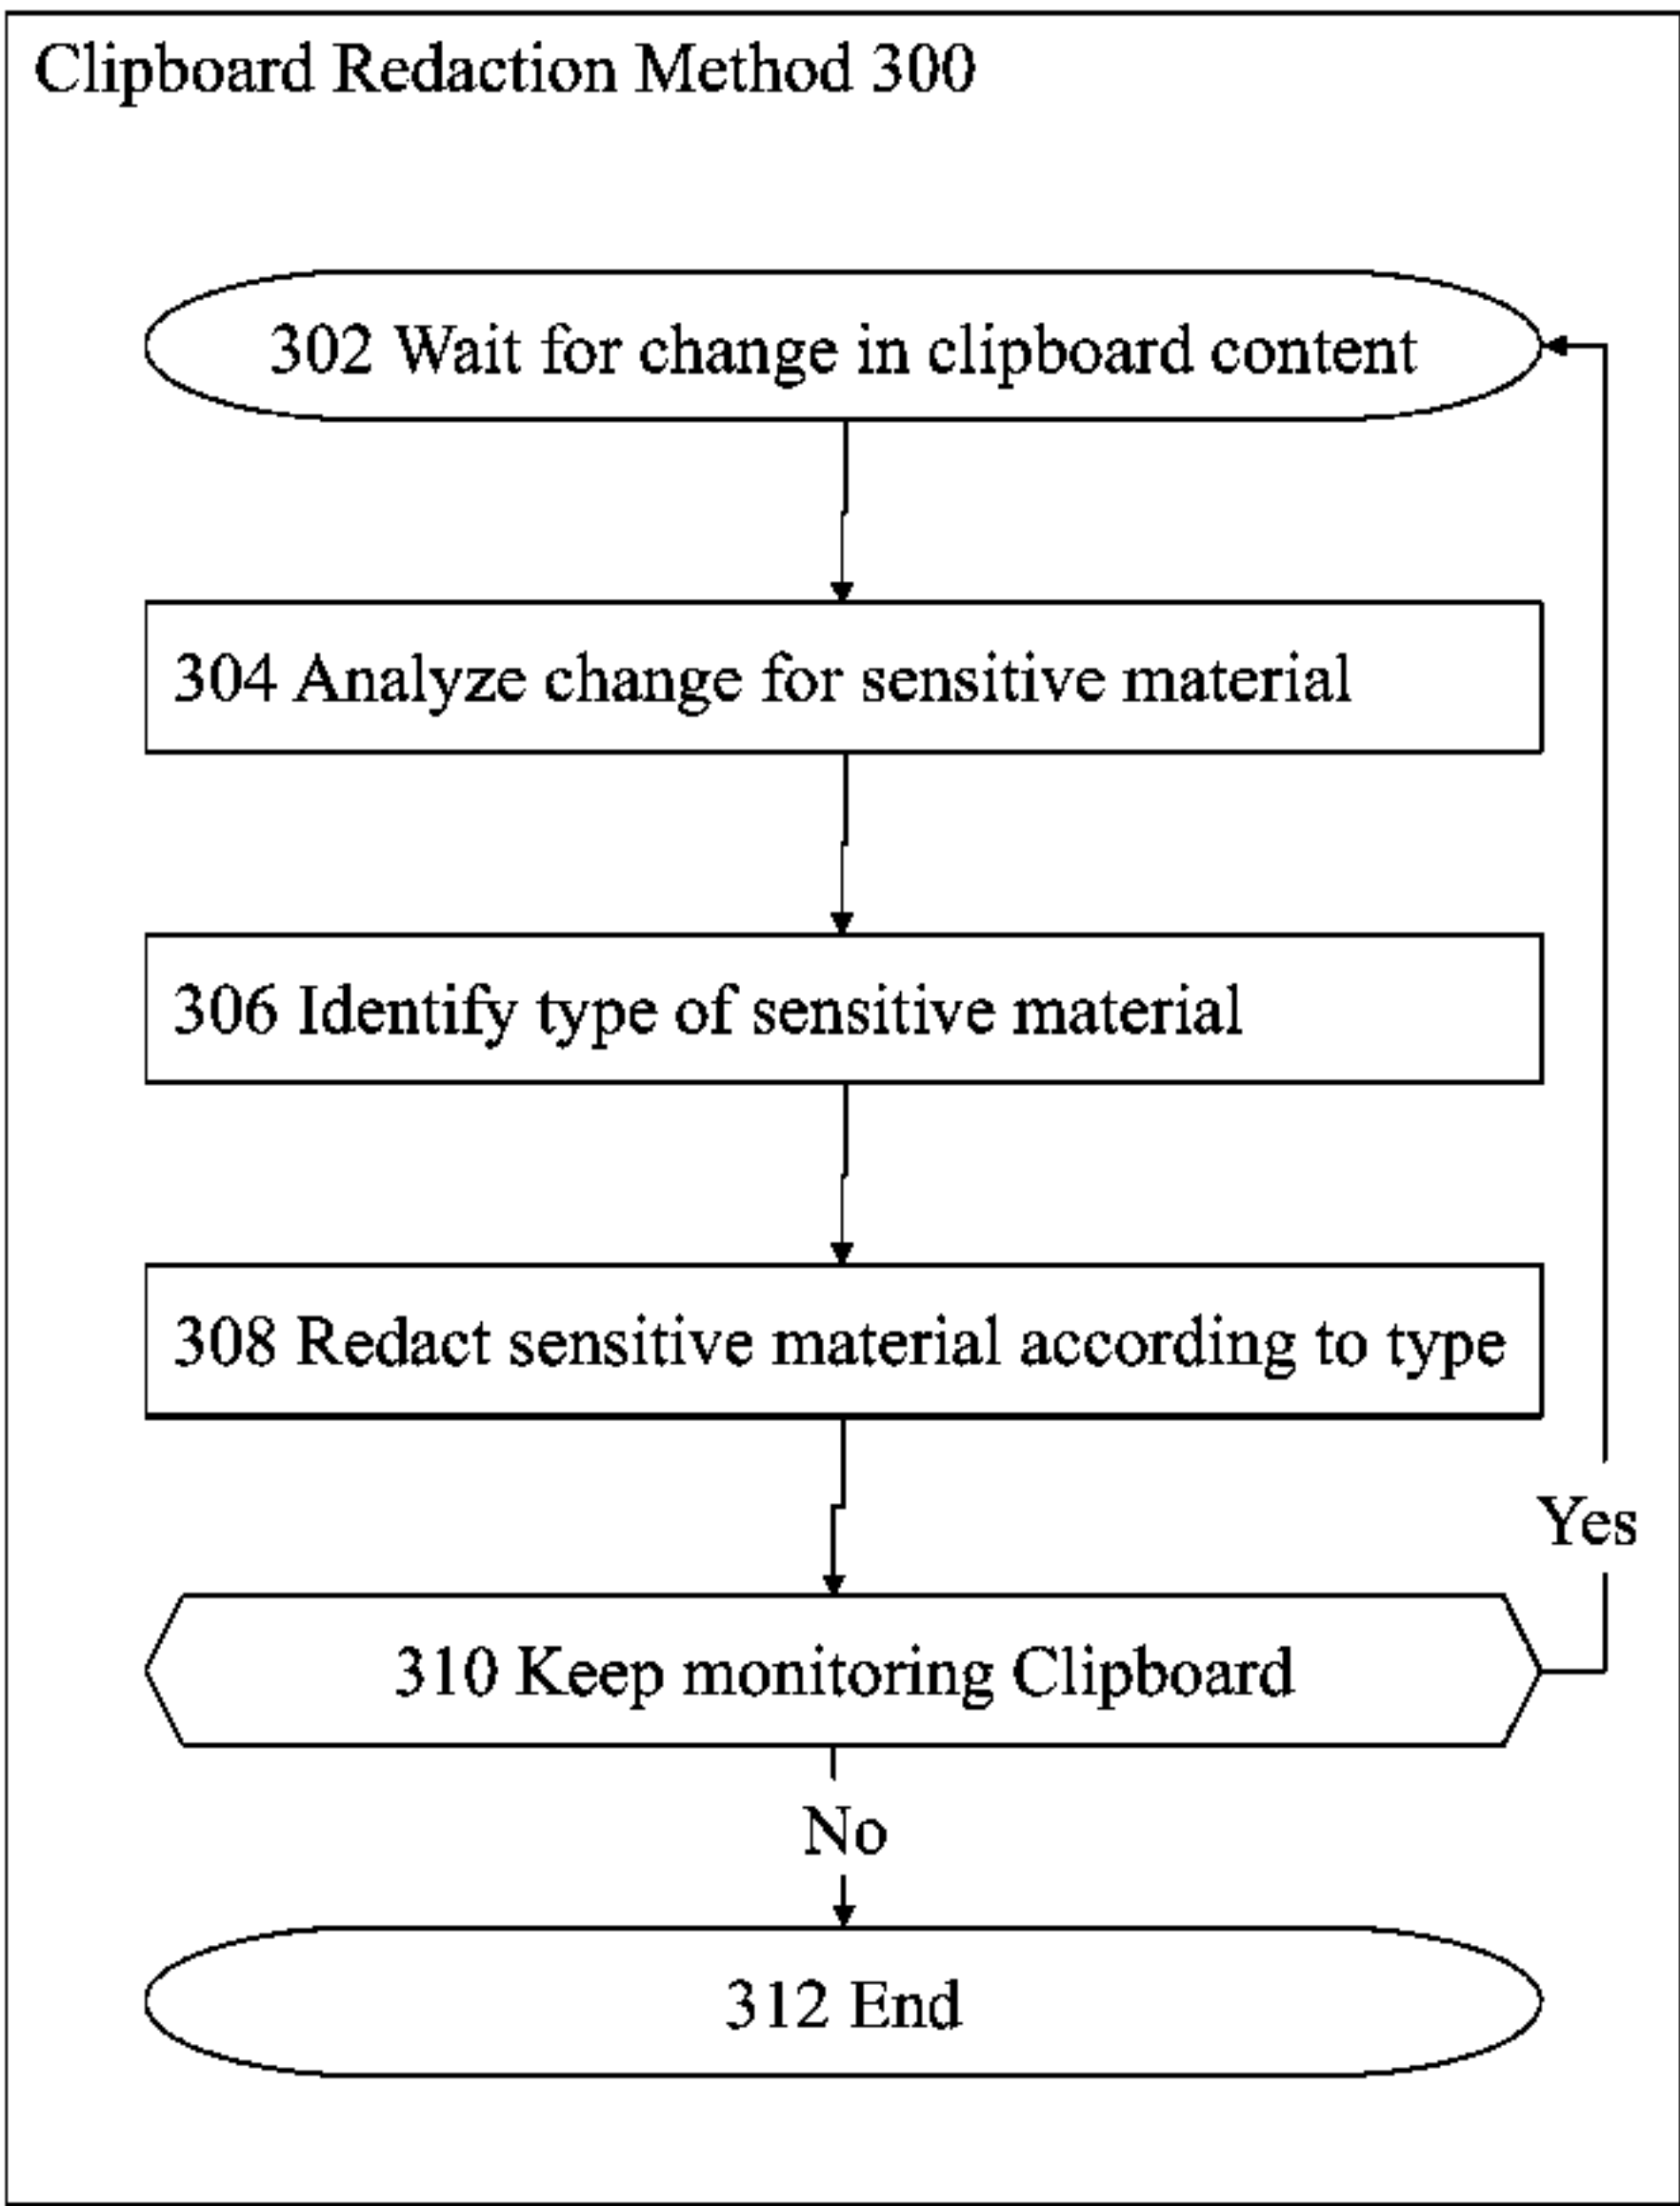 Clipboard Redaction Method 300
302 Wait for change in clipboard content
304 Analyze change for sensitive material
306 Identify type of sensitive material
308 Redact sensitive material according to type
Yes
310 Keep monitoring Clipboard
No
312 End